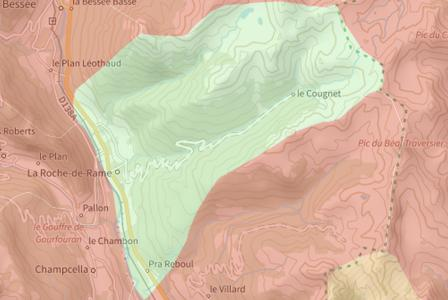 Bessée
la Bessée Basse
Pic du C
le Plan Léothaud
le Cougnet
D138A
Roberts
Pic du Béal Traversier
le Plan
La Roche-de-Rame
Pallon
le Gouffre de
Gourfouran
le Chambon
Champcella
Pra Reboul
le Villard